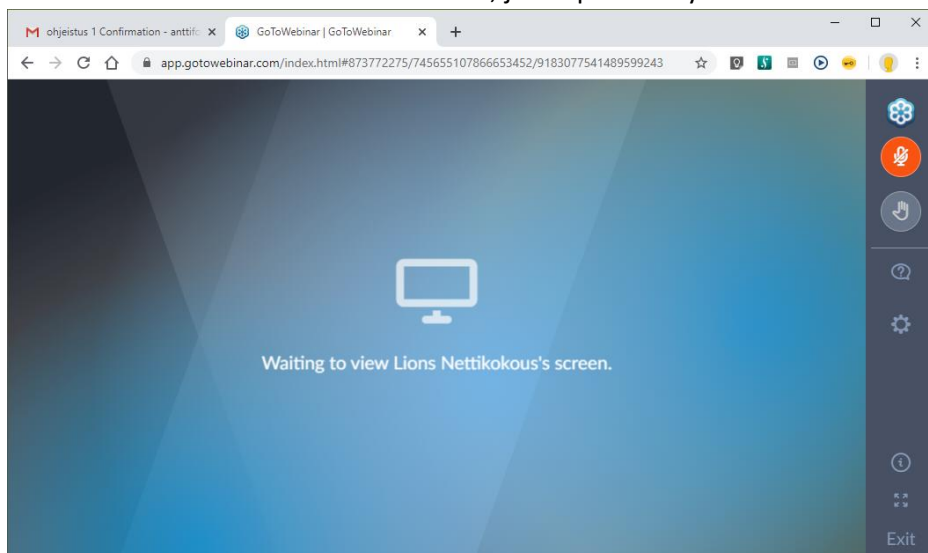 ohjeistus 1 Confirmation - anttifo
GoToWebinar | GoToWebinar
app.gotowebinar.com/index.html#873772275/745655107866653452/9183077541489599243
Waiting to view Lions Nettikokous's screen.
Exit